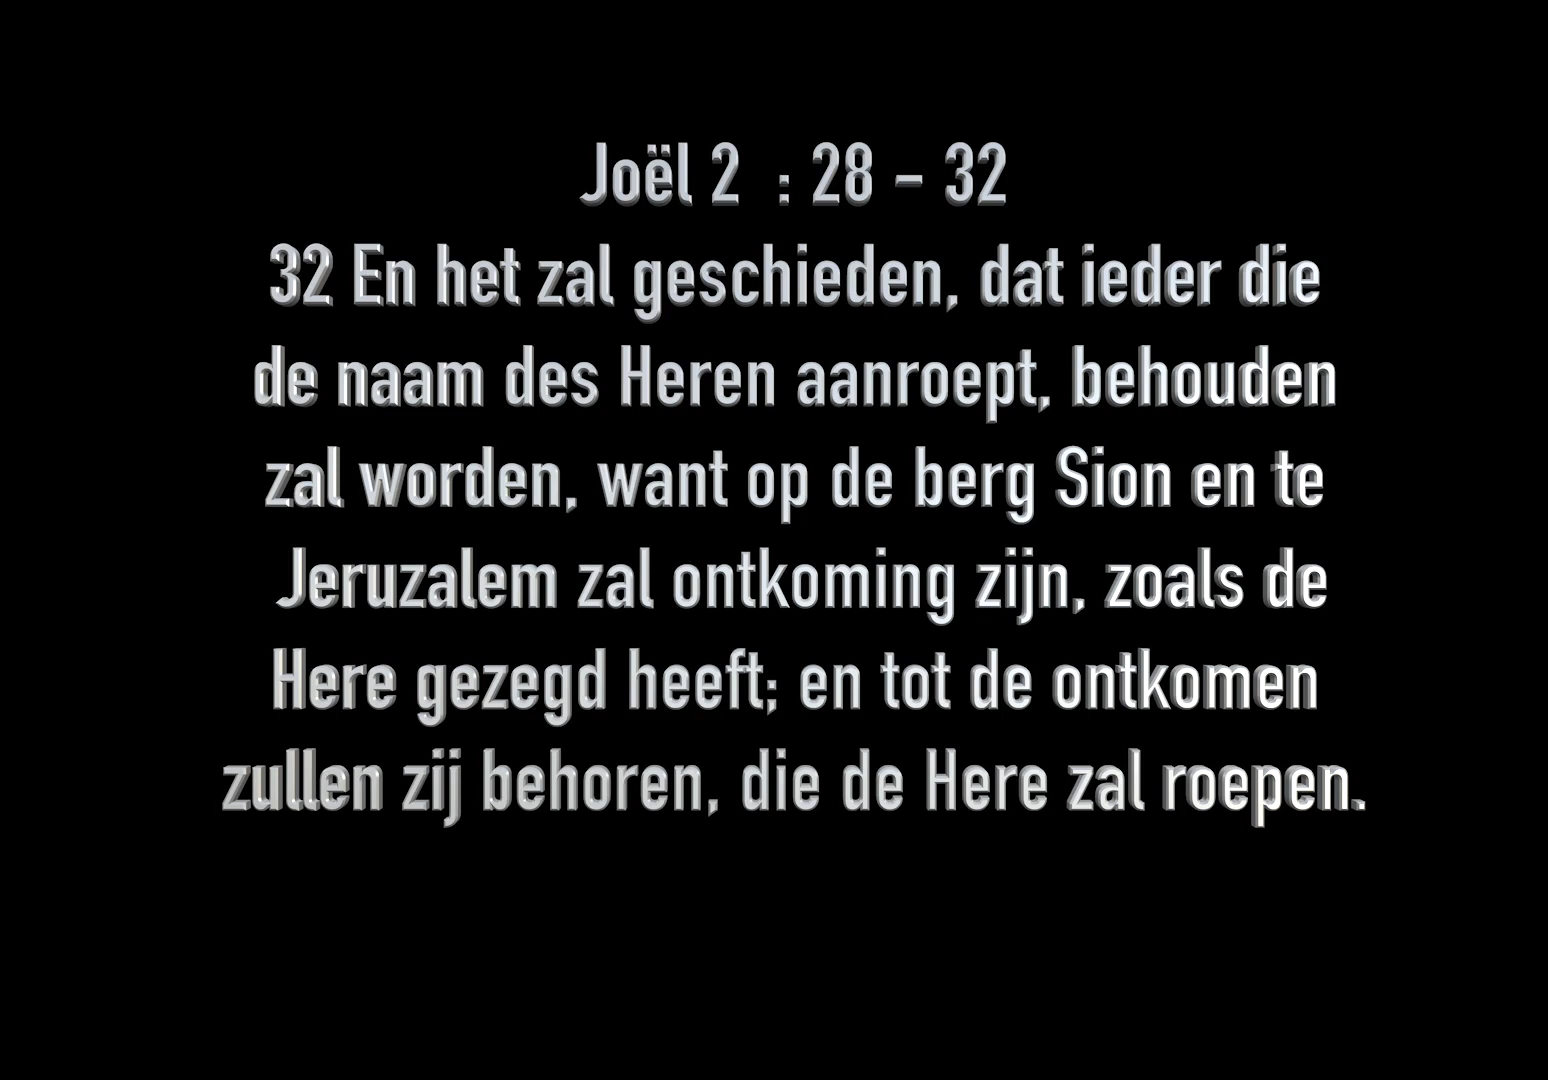 Joël 2 : 28 - 32
32 En het zal geschieden, dat ieder die
de naam des Heren aanroept, behouden
zal worden, want op de berg Sion en te
Jeruzalem zal ontkoming zijn, zoals de
Here gezegd heeft; en tot de ontkomen
zullen zij behoren, die de Here zal roepen.